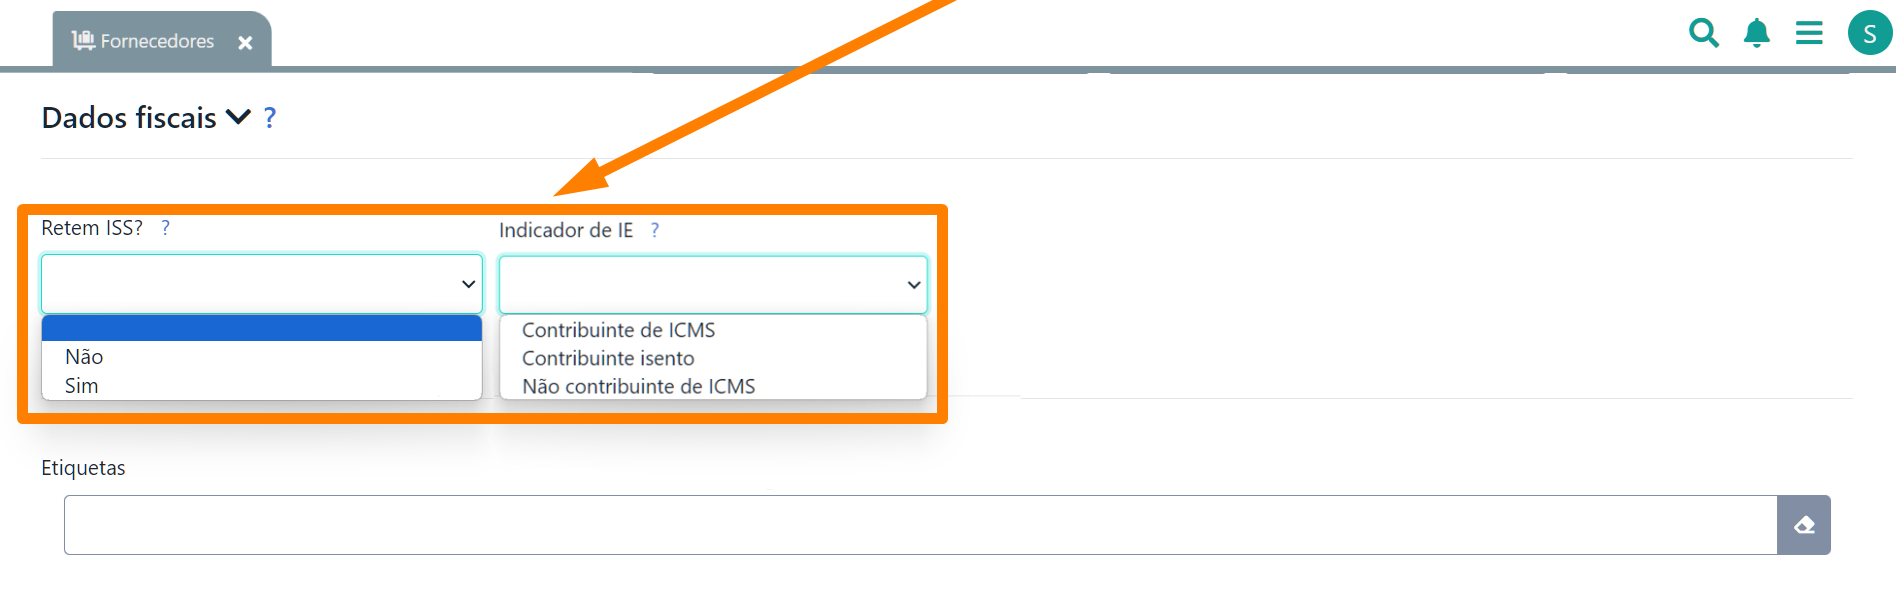 Fornecedores
S
Dados fiscais ?
Retem ISS? ?
Indicador de IE ?
Não
Sim
Contribuinte de ICMS
Contribuinte isento
Não contribuinte de ICMS
Etiquetas